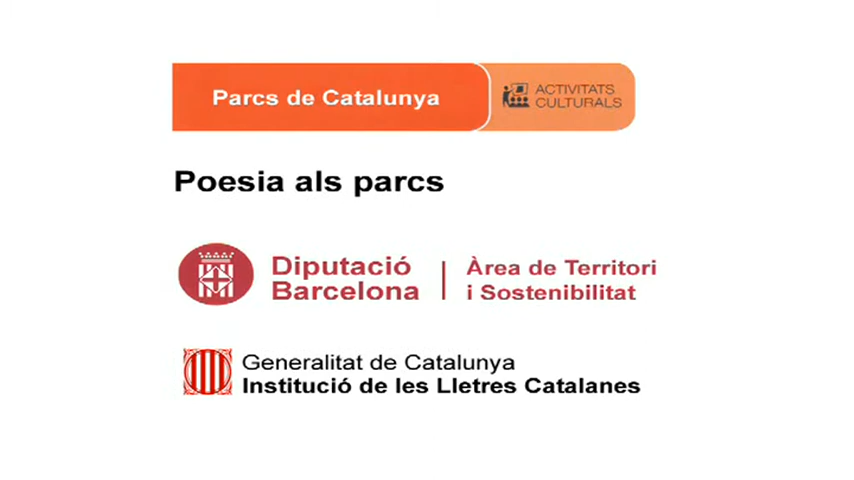 Parcs de Catalunya
ACTIVITATS
CULTURALS
Poesia als parcs
Diputació
Barcelona
Àrea de Territori
i Sostenibilitat
Generalitat de Catalunya
Institució de les Lletres Catalanes